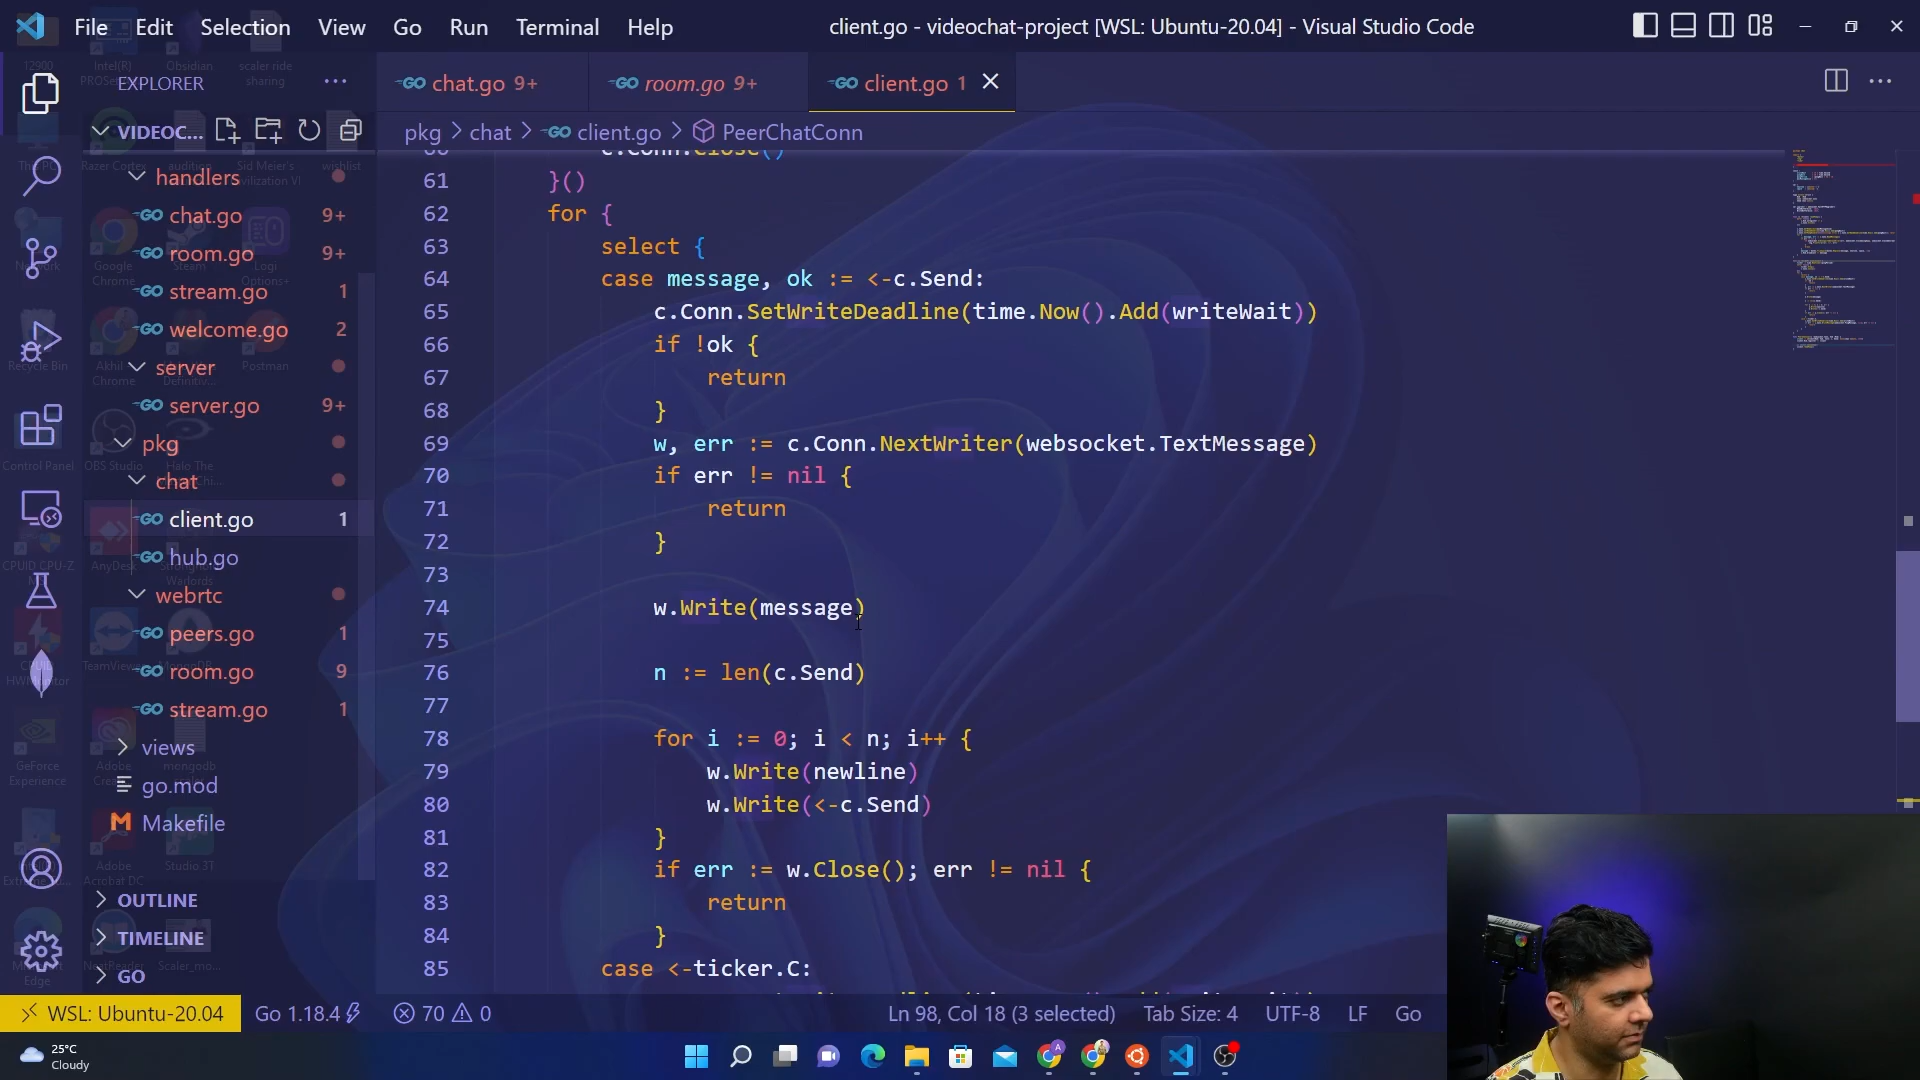 File Edit Selection View Go Run Terminal Help
client.go - videochat-project [WSL: Ubuntu-20.04] - Visual Studio Code
EXPLORER
chat.go 9+
room.go 9+
client.go 1
VIDEOC...
pkg > chat > client.go > PeerChatConn
handlers
chat.go 9+
room.go 9+
stream.go 1
welcome.go 2
server
server.go 9+
pkg
chat
client.go 1
hub.go
webrtc
peers.go 1
room.go 9
stream.go 1
views
go.mod
Makefile
OUTLINE
TIMELINE
GO
60 c.Conn.Close()
61 }()
62 for {
63 select {
64 case message, ok := <-c.Send:
65 c.Conn.SetWriteDeadline(time.Now().Add(writeWait))
66 if !ok {
67 return
68 }
69 w, err := c.Conn.NextWriter(websocket.TextMessage)
70 if err != nil {
71 return
72 }
73
74 w.Write(message)
75
76 n := len(c.Send)
77
78 for i := 0; i < n; i++ {
79 w.Write(newline)
80 w.Write(<-c.Send)
81 }
82 if err := w.Close(); err != nil {
83 return
84 }
85 case <-ticker.C:
WSL: Ubuntu-20.04
Go 1.18.4
70 0
Ln 98, Col 18 (3 selected)
Tab Size: 4
UTF-8
LF
Go
25°C
Cloudy